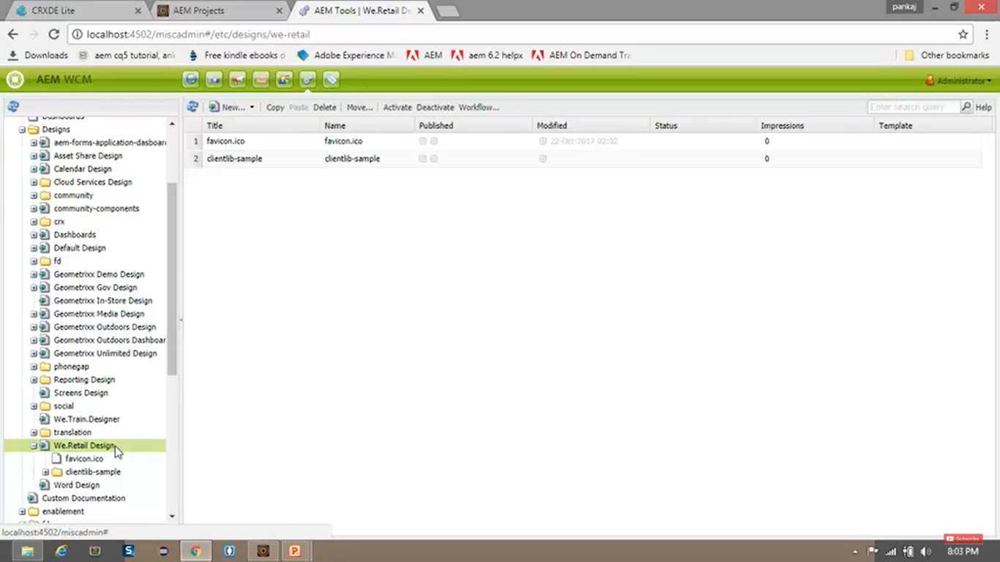 CRXDE Lite
AEM Projects
AEM Tools | We.Retail De
pankaj
localhost:4502/miscadmin#/etc/designs/we-retail
Downloads
aem cq5 tutorial, an
Free kindle ebooks
Adobe Experience M
AEM
aem 6.2 helpx
AEM On Demand Tra
Other bookmarks
AEM WCM
Administrator
New... Copy Paste Delete Move... Activate Deactivate Workflow... Enter search query Help
Title Name Published Modified Status Impressions Template
1 favicon.ico favicon.ico 22-Oct-2017 02:02 0
2 clientlib-sample clientlib-sample 0
Dashboards
Designs
aem-forms-application-dasboar
Asset Share Design
Calendar Design
Cloud Services Design
community
community-components
crx
Dashboards
Default Design
fd
Geometrixx Demo Design
Geometrixx Gov Design
Geometrixx In-Store Design
Geometrixx Media Design
Geometrixx Outdoors Design
Geometrixx Outdoors Dashboar
Geometrixx Unlimited Design
phonegap
Reporting Design
Screens Design
social
We.Train.Designer
translation
We.Retail Design
favicon.ico
clientlib-sample
Word Design
Custom Documentation
enablement
localhost:4502/miscadmin#
Subscribe
8:03 PM